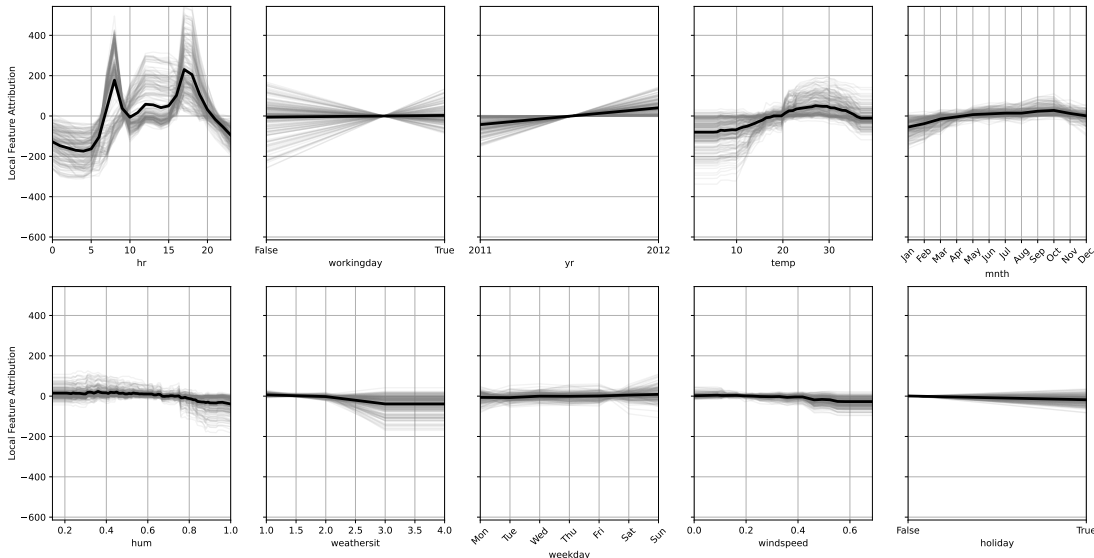 Local Feature Attribution
400
200
0
−200
−400
−600
0 5 10 15 20
hr
False True
workingday
2011 2012
yr
10 20 30
temp
Jan Feb Mar Apr May Jun Jul Aug Sep Oct Nov Dec
mnth
Local Feature Attribution
400
200
0
−200
−400
−600
0.2 0.4 0.6 0.8 1.0
hum
1.0 1.5 2.0 2.5 3.0 3.5 4.0
weathersit
Mon Tue Wed Thu Fri Sat Sun
weekday
0.0 0.2 0.4 0.6
windspeed
False True
holiday